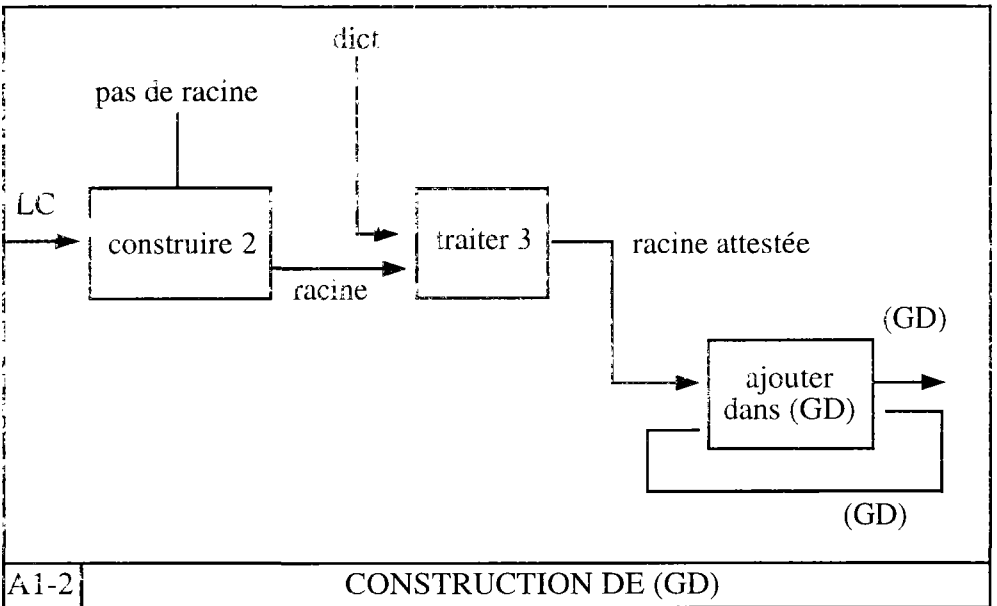 dict
pas de racine
LC
construire 2
traiter 3
racine attestée
racine
(GD)
ajouter
dans (GD)
(GD)
A1-2
CONSTRUCTION DE (GD)